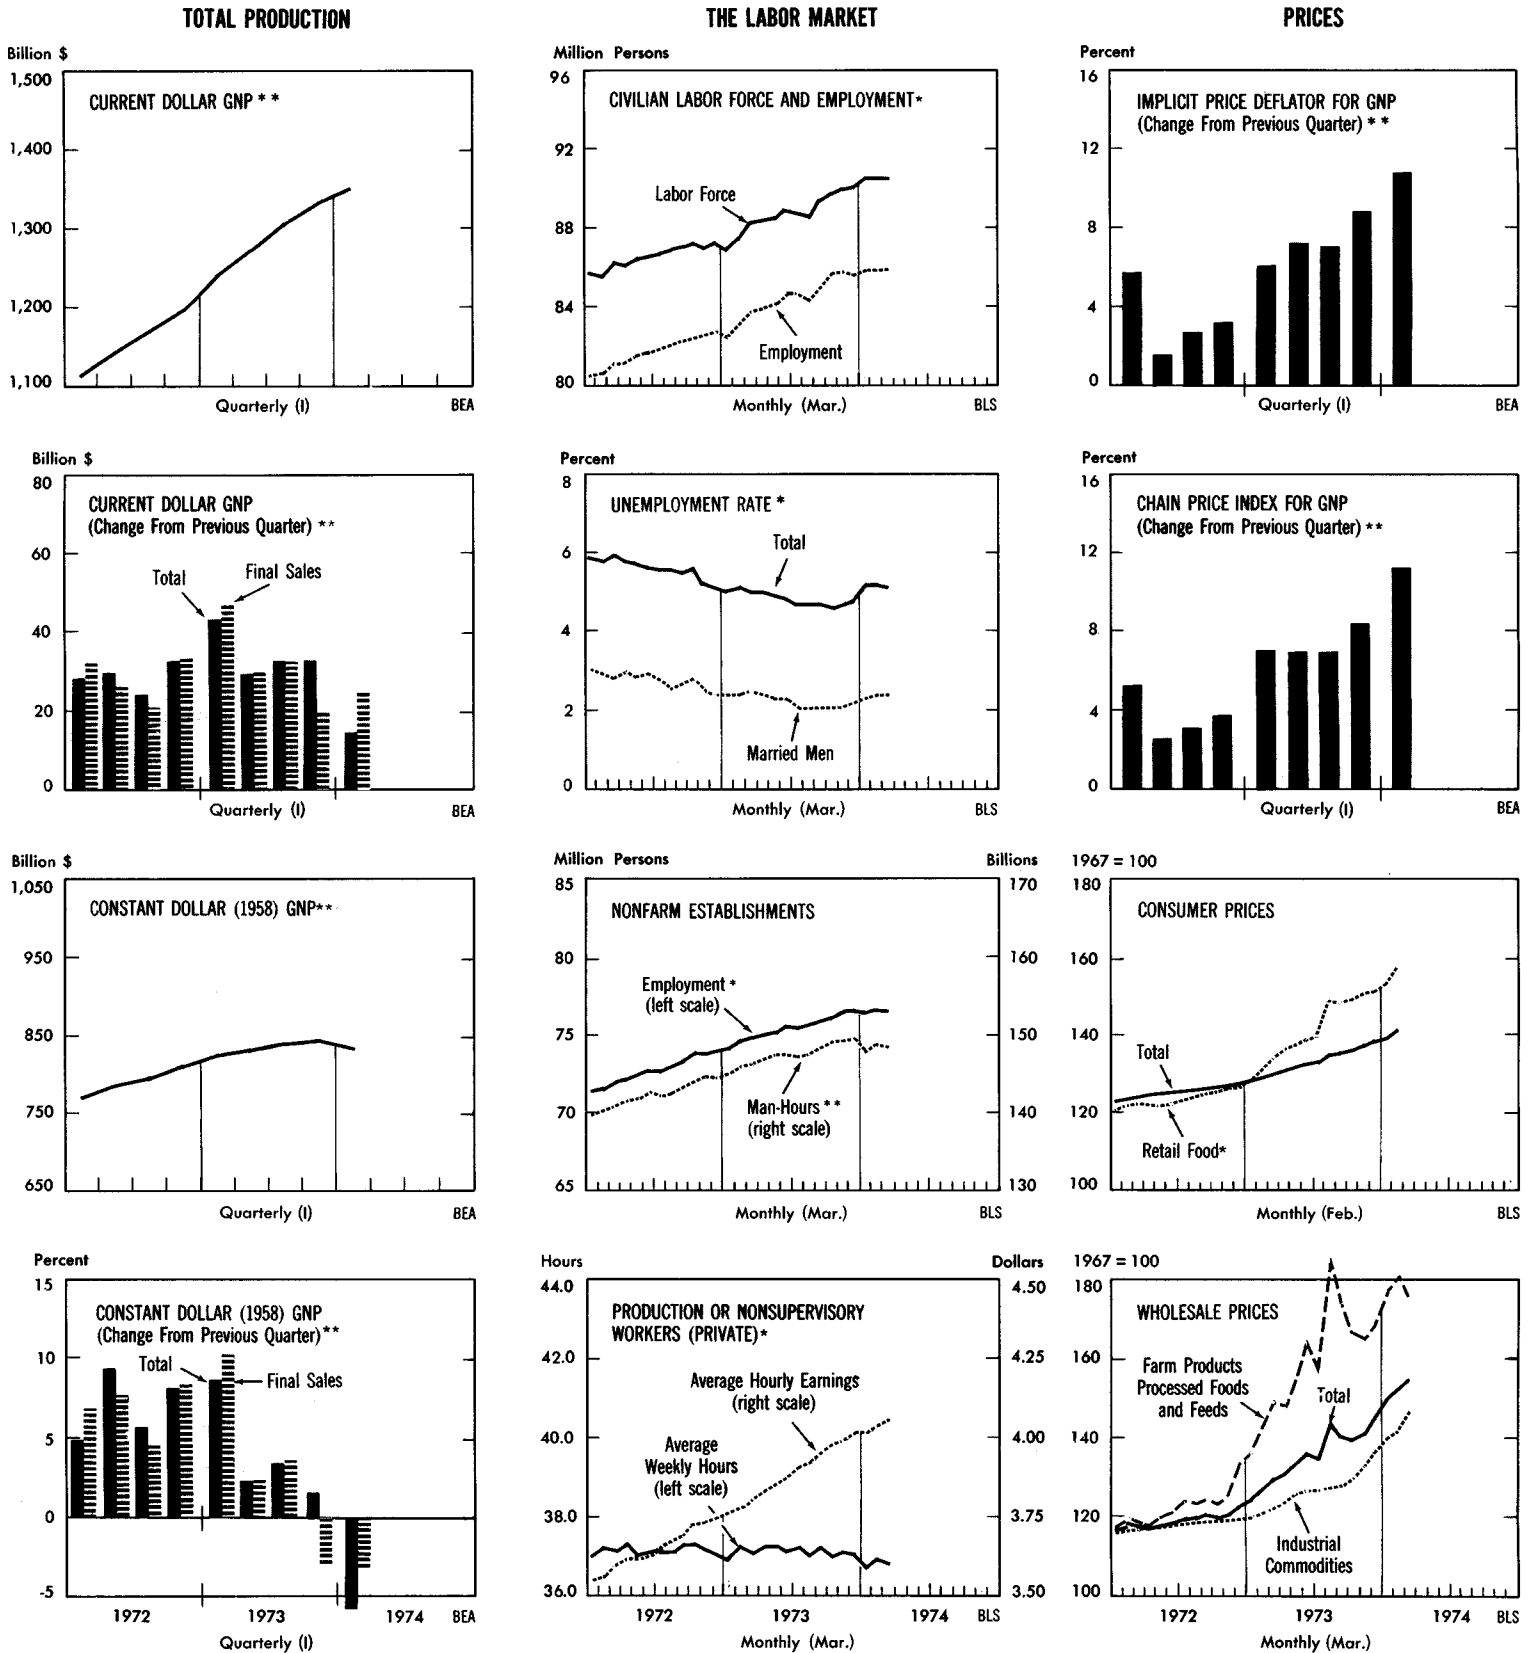 TOTAL PRODUCTION
Billion $
1,500
1,400
1,300
1,200
1,100
CURRENT DOLLAR GNP **
Quarterly (I)
BEA
Billion $
80
60
40
20
0
CURRENT DOLLAR GNP
(Change From Previous Quarter) **
Total
Final Sales
Quarterly (I)
BEA
Billion $
1,050
950
850
750
650
CONSTANT DOLLAR (1958) GNP**
Quarterly (I)
BEA
Percent
15
10
5
0
-5
CONSTANT DOLLAR (1958) GNP
(Change From Previous Quarter)**
Total
Final Sales
1972
1973
1974
BEA
Quarterly (I)
THE LABOR MARKET
Million Persons
96
92
88
84
80
CIVILIAN LABOR FORCE AND EMPLOYMENT*
Labor Force
Employment
Monthly (Mar.)
BLS
Percent
8
6
4
2
0
UNEMPLOYMENT RATE *
Total
Married Men
Monthly (Mar.)
BLS
Million Persons
Billions
85
80
75
70
65
170
160
150
140
130
NONFARM ESTABLISHMENTS
Employment *
(left scale)
Man-Hours **
(right scale)
Monthly (Mar.)
BLS
Hours
Dollars
44.0
42.0
40.0
38.0
36.0
4.50
4.25
4.00
3.75
3.50
PRODUCTION OR NONSUPERVISORY
WORKERS (PRIVATE)*
Average Hourly Earnings
(right scale)
Average
Weekly Hours
(left scale)
1972
1973
1974
BLS
Monthly (Mar.)
PRICES
Percent
16
12
8
4
0
IMPLICIT PRICE DEFLATOR FOR GNP
(Change From Previous Quarter) **
Quarterly (I)
BEA
Percent
16
12
8
4
0
CHAIN PRICE INDEX FOR GNP
(Change From Previous Quarter) **
Quarterly (I)
BEA
1967 = 100
180
160
140
120
100
CONSUMER PRICES
Total
Retail Food*
Monthly (Feb.)
BLS
1967 = 100
180
160
140
120
100
WHOLESALE PRICES
Farm Products
Processed Foods
and Feeds
Total
Industrial
Commodities
1972
1973
1974
BLS
Monthly (Mar.)